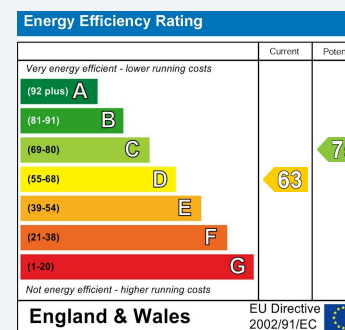 Energy Efficiency Rating
Current
Very energy efficient - lower running costs
(92 plus) A
(81-91) B
(69-80) C
(55-68) D 63
(39-54) E
(21-38) F
(1-20) G
Not energy efficient - higher running costs
England & Wales
EU Directive
2002/91/EC